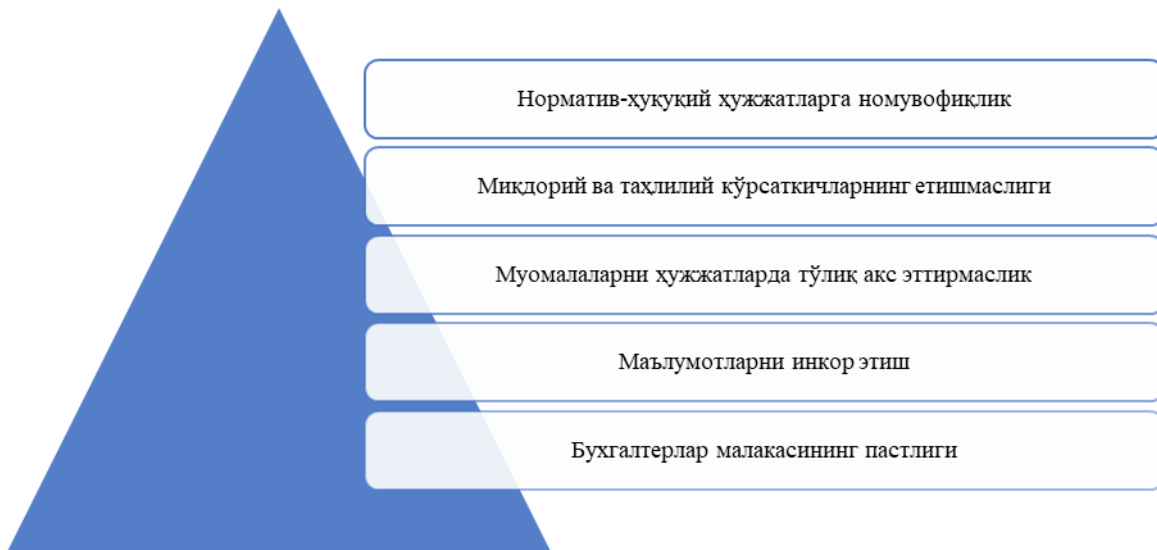 Норматив-ҳуқуқий ҳужжатларга номувофиқлик
Миқдорий ва таҳлилий кўрсаткичларнинг етишмаслиги
Муомалаларни ҳужжатларда тўлиқ акс эттирмаслик
Маълумотларни инкор этиш
Бухгалтерлар малакасининг пастлиги